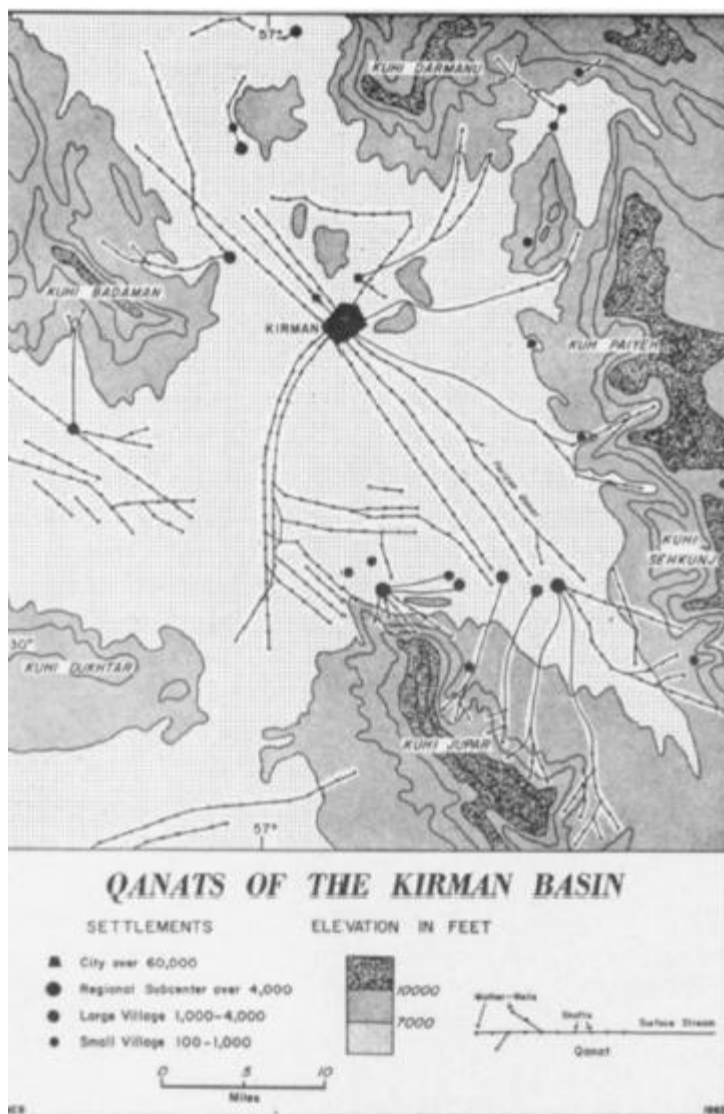 57°
KUHI DARMANU
KUHI BADAMAN
KIRMAN
KUH PAIYEH
KUHI
SEHKUNJ
30°
KUHI DUKHTAR
KUHI JUPAR
57°
QANATS OF THE KIRMAN BASIN
SETTLEMENTS
ELEVATION IN FEET
City over 60,000
Regional Subcenter over 4,000
Large Village 1,000-4,000
Small Village 100-1,000
10000
7000
Mother-Wells
Shafts
Surface Stream
Qanat
0 5 10
Miles